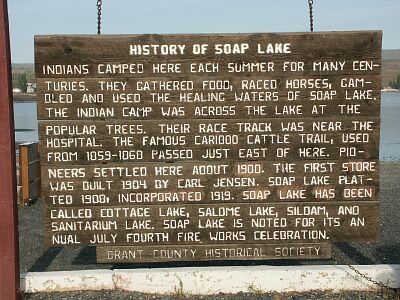 HISTORY OF SOAP LAKE
INDIANS CAMPED HERE EACH SUMMER FOR MANY CEN-
TURIES. THEY GATHERED FOOD, RACED HORSES, GAM-
BLED AND USED THE HEALING WATERS OF SOAP LAKE.
THE INDIAN CAMP WAS ACROSS THE LAKE AT THE
POPULAR TREES. THEIR RACE TRACK WAS NEAR THE
HOSPITAL. THE FAMOUS CARIBOO CATTLE TRAIL, USED
FROM 1859-1868 PASSED JUST EAST OF HERE. PIO-
NEERS SETTLED HERE ABOUT 1900. THE FIRST STORE
WAS BUILT 1904 BY CARL JENSEN. SOAP LAKE PLAT-
TED 1908, INCORPORATED 1919. SOAP LAKE HAS BEEN
CALLED COTTAGE LAKE, SALOME LAKE, SILOAM, AND
SANITARIUM LAKE. SOAP LAKE IS NOTED FOR ITS AN
NUAL JULY FOURTH FIRE WORKS CELEBRATION.
GRANT COUNTY HISTORICAL SOCIETY